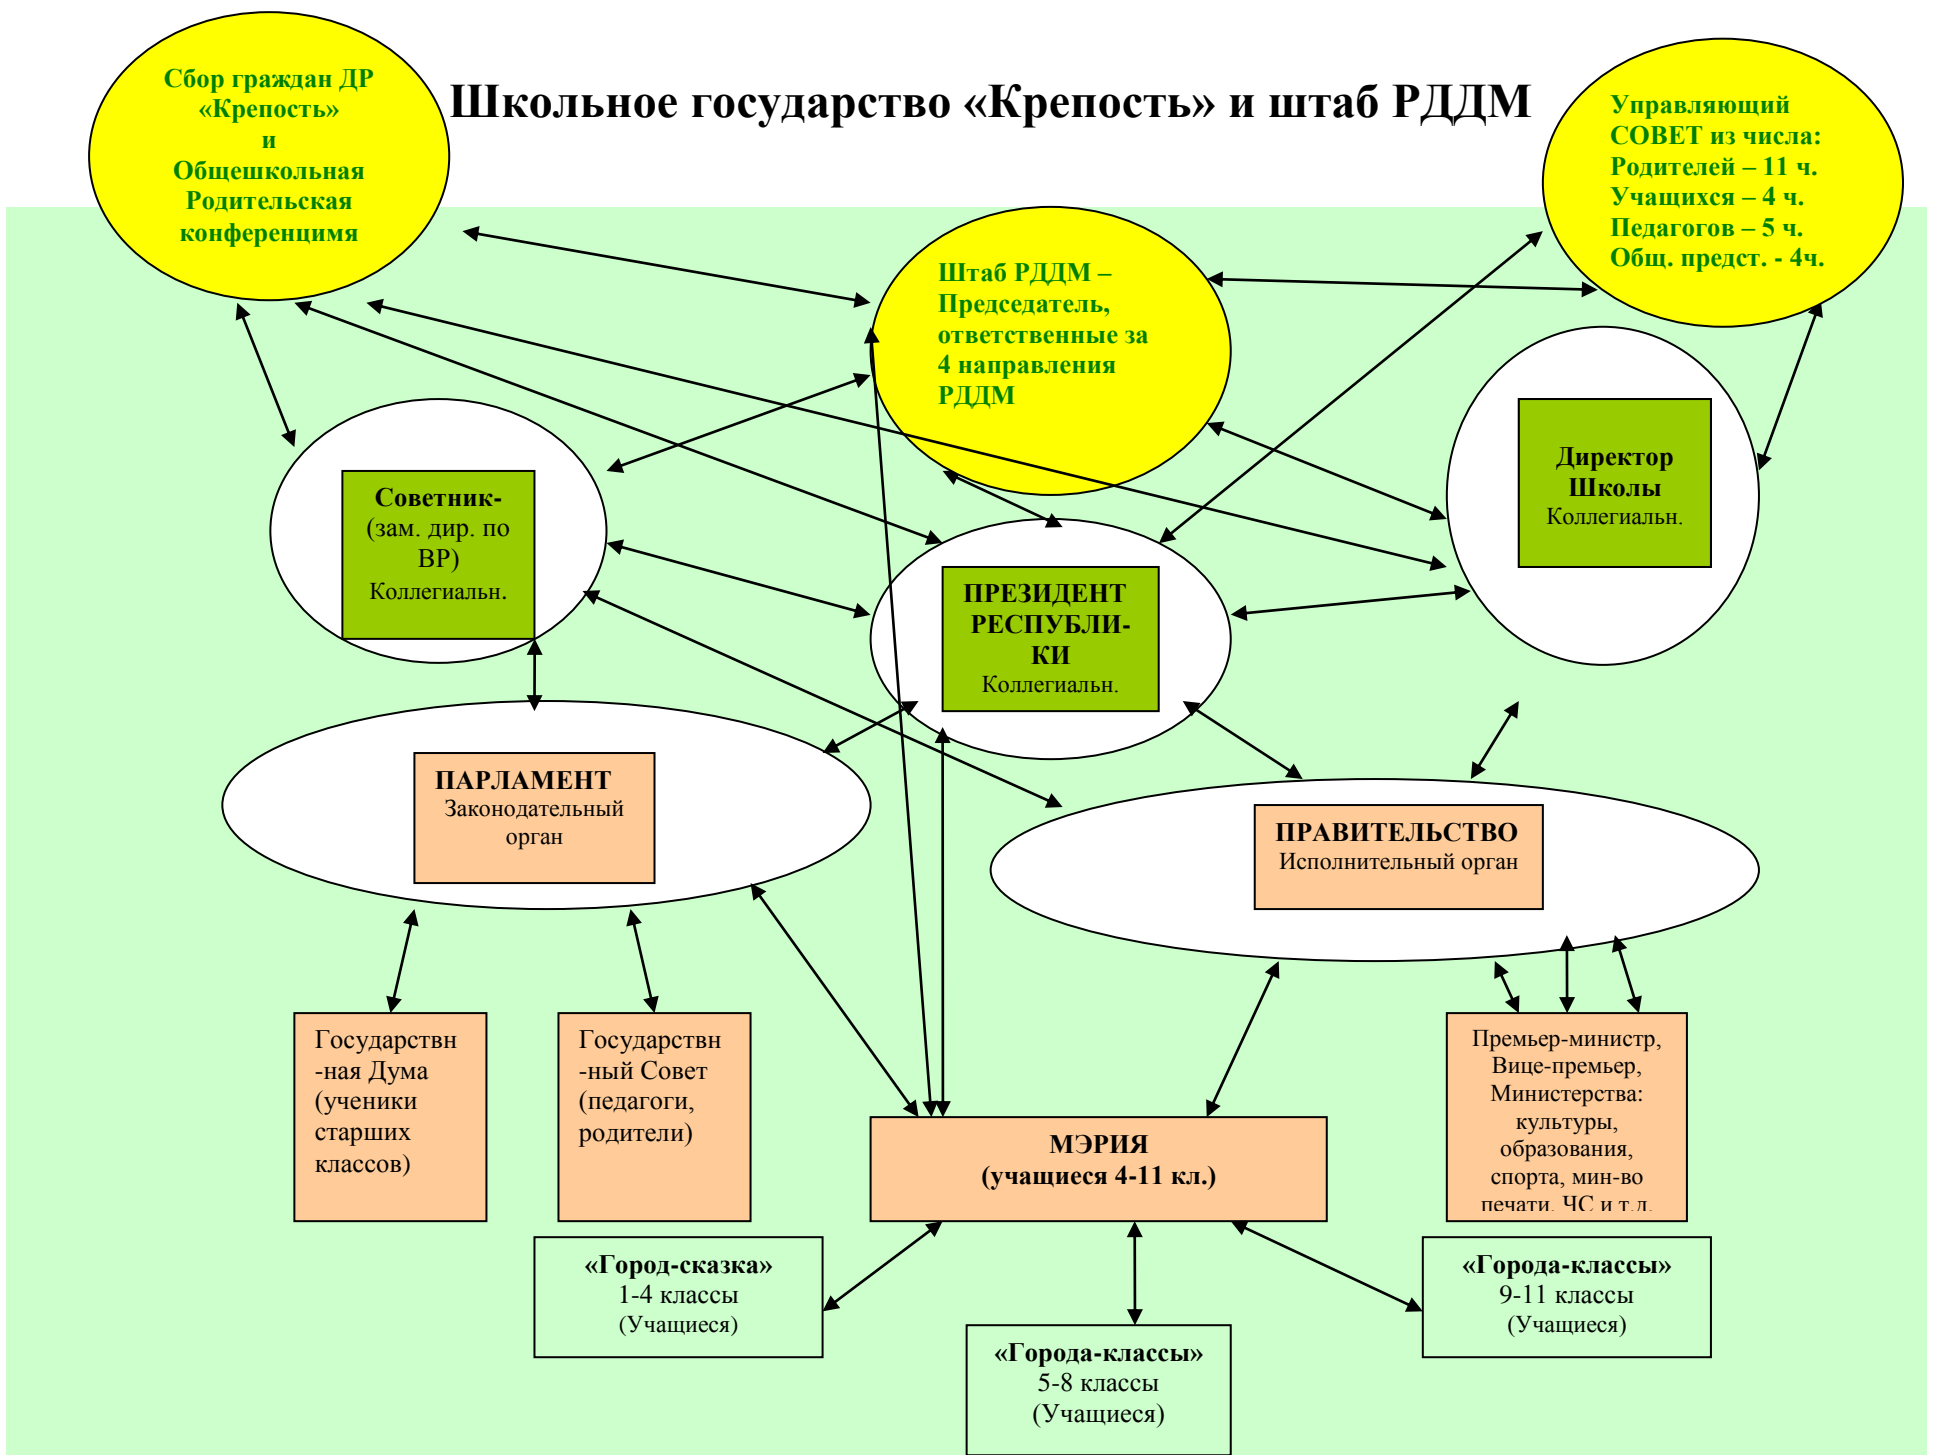 Школьное государство «Крепость» и штаб РДДМ
Сбор граждан ДР
«Крепость»
и
Общешкольная
Родительская
конференцимя
Управляющий
СОВЕТ из числа:
Родителей – 11 ч.
Учащихся – 4 ч.
Педагогов – 5 ч.
Общ. предст. - 4ч.
Штаб РДДМ –
Председатель,
ответственные за
4 направления
РДДМ
Советник-
(зам. дир. по
ВР)
Коллегиальн.
ПРЕЗИДЕНТ
РЕСПУБЛИ-
КИ
Коллегиальн.
Директор
Школы
Коллегиальн.
ПАРЛАМЕНТ
Законодательный
орган
ПРАВИТЕЛЬСТВО
Исполнительный орган
Государствн
-ная Дума
(ученики
старших
классов)
Государствн
-ный Совет
(педагоги,
родители)
МЭРИЯ
(учащиеся 4-11 кл.)
Премьер-министр,
Вице-премьер,
Министерства:
культуры,
образования,
спорта, мин-во
печати, ЧС и т.д.
«Город-сказка»
1-4 классы
(Учащиеся)
«Города-классы»
5-8 классы
(Учащиеся)
«Города-классы»
9-11 классы
(Учащиеся)